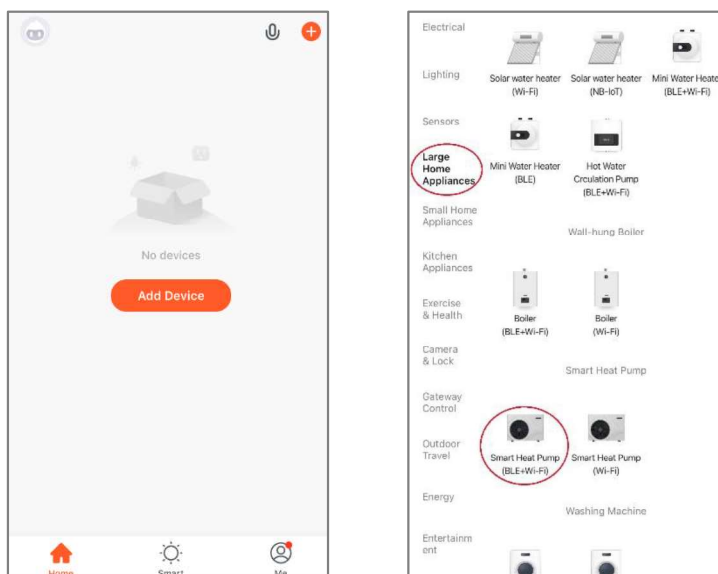 No devices
Add Device
Home
Smart
Me
Electrical
Lighting
Sensors
Large
Home
Appliances
Small Home
Appliances
Kitchen
Appliances
Exercise
& Health
Camera
& Lock
Gateway
Control
Outdoor
Travel
Energy
Entertainm
ent
Solar water heater
(Wi-Fi)
Solar water heater
(NB-IoT)
Mini Water Heate
(BLE+Wi-Fi)
Mini Water Heater
(BLE)
Hot Water
Crculation Pump
(BLE+Wi-Fi)
Wall-hung Boiler
Boiler
(BLE+Wi-Fi)
Boiler
(Wi-Fi)
Smart Heat Pump
Smart Heat Pump
(BLE+Wi-Fi)
Smart Heat Pump
(Wi-Fi)
Washing Machine